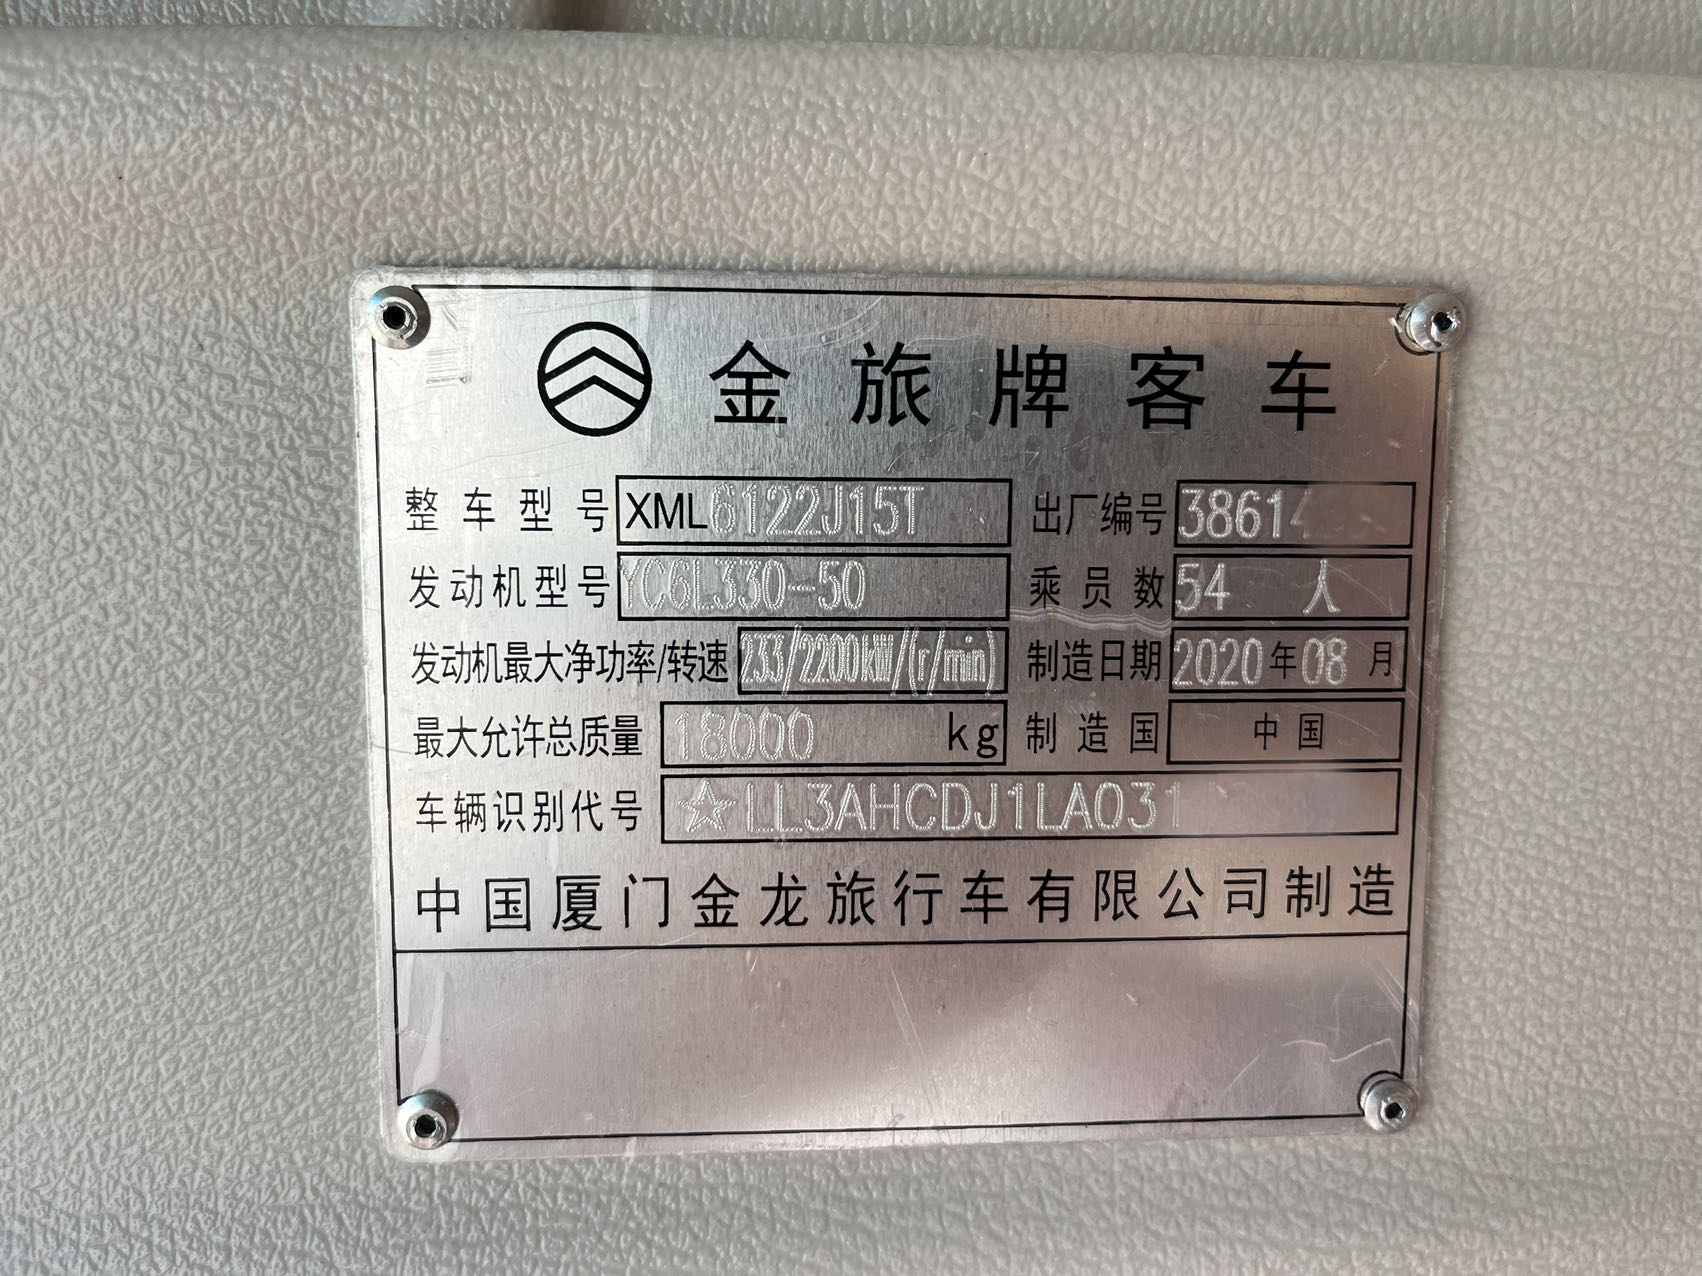 金旅牌客车
整车型号 XML6122J15T 出厂编号 38614
发动机型号 YC6L330-50 乘员数 54 人
发动机最大净功率/转速 233/2200kW/(r/min) 制造日期 2020年08月
最大允许总质量 18000 kg 制造国 中国
车辆识别代号 ☆LL3AHCDJ1LA031
中国厦门金龙旅行车有限公司制造